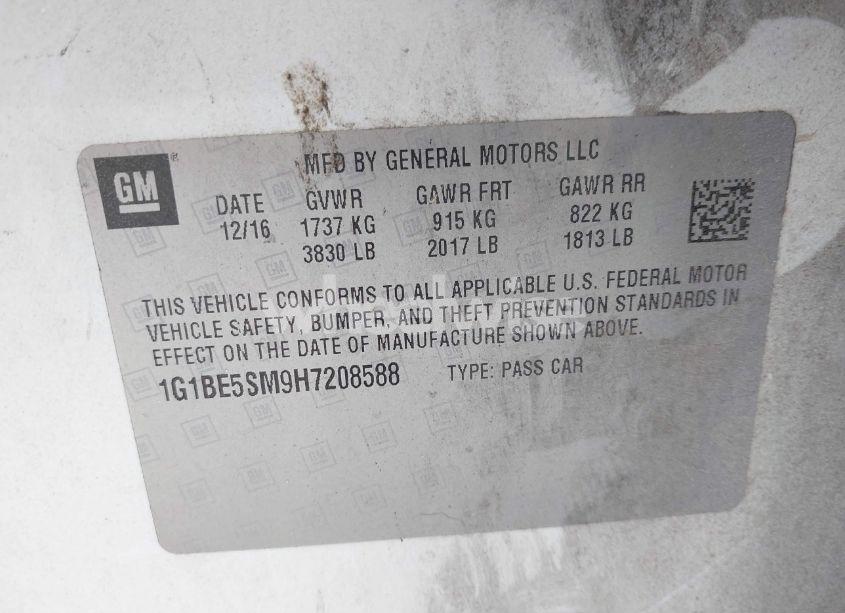 GM
MFD BY GENERAL MOTORS LLC
DATE GVWR GAWR FRT GAWR RR
12/16 1737 KG 915 KG 822 KG
3830 LB 2017 LB 1813 LB
THIS VEHICLE CONFORMS TO ALL APPLICABLE U.S. FEDERAL MOTOR
VEHICLE SAFETY, BUMPER, AND THEFT PREVENTION STANDARDS IN
EFFECT ON THE DATE OF MANUFACTURE SHOWN ABOVE.
1G1BE5SM9H7208588 TYPE: PASS CAR